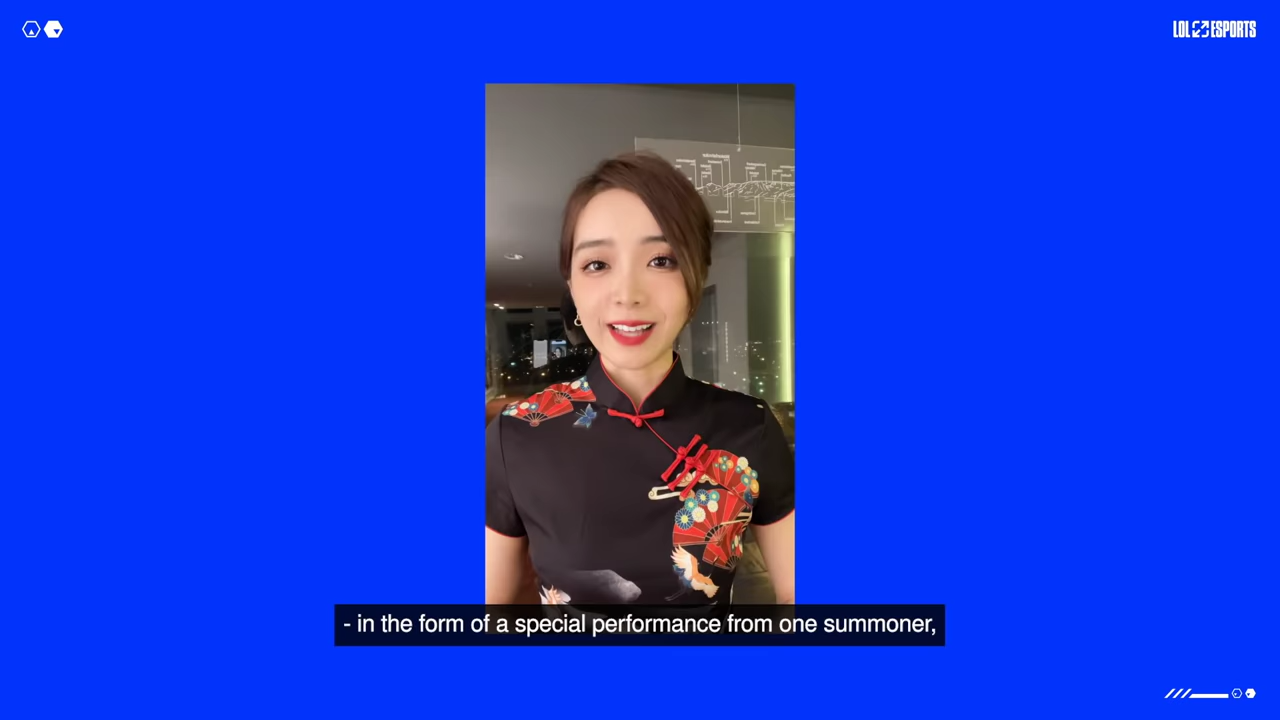 LOL ESPORTS
- in the form of a special performance from one summoner,